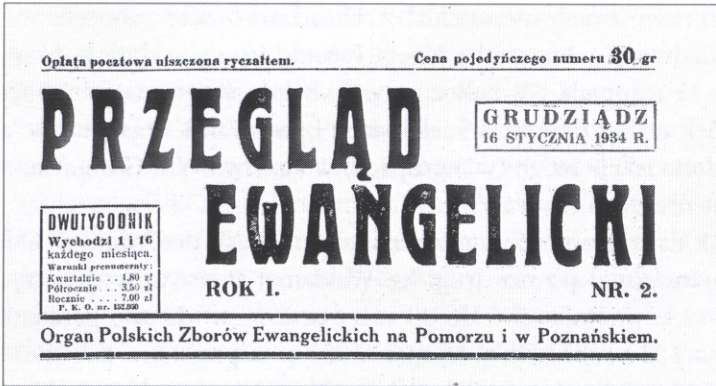 Opłata pocztowa uiszczona ryczałtem.
Cena pojedyńczego numeru 30 gr
PRZEGLĄD
GRUDZIĄDZ
16 STYCZNIA 1934 R.
EWANGELICKI
DWUTYGODNIK
Wychodzi 1 i 16
każdego miesiąca.
Warunki prenumeraty:
Kwartalnie . . 1,80 zł
Półrocznie . . 3,50 zł
Rocznie . . . . 7,00 zł
P. K. O. nr.
ROK I.
NR. 2.
Organ Polskich Zborów Ewangelickich na Pomorzu i w Poznańskiem.